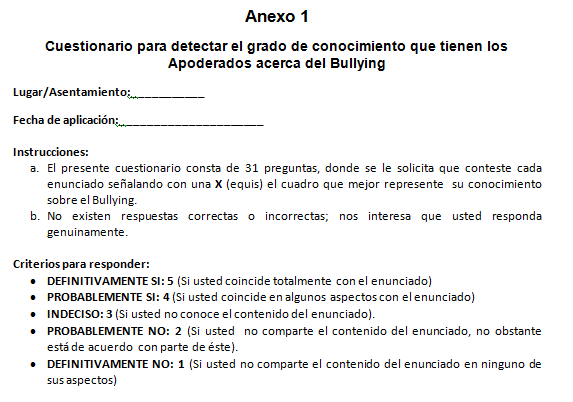 Anexo 1
Cuestionario para detectar el grado de conocimiento que tienen los
Apoderados acerca del Bullying
Lugar/Asentamiento:___________
Fecha de aplicación:______________________
Instrucciones:
a. El presente cuestionario consta de 31 preguntas, donde se le solicita que conteste cada
enunciado señalando con una X (equis) el cuadro que mejor represente su conocimiento
sobre el Bullying.
b. No existen respuestas correctas o incorrectas; nos interesa que usted responda
genuinamente.
Criterios para responder:
• DEFINITIVAMENTE SI: 5 (Si usted coincide totalmente con el enunciado)
• PROBABLEMENTE SI: 4 (Si usted coincide en algunos aspectos con el enunciado)
• INDECISO: 3 (Si usted no conoce el contenido del enunciado).
• PROBABLEMENTE NO: 2 (Si usted no comparte el contenido del enunciado, no obstante
está de acuerdo con parte de éste).
• DEFINITIVAMENTE NO: 1 (Si usted no comparte el contenido del enunciado en ninguno de
sus aspectos)